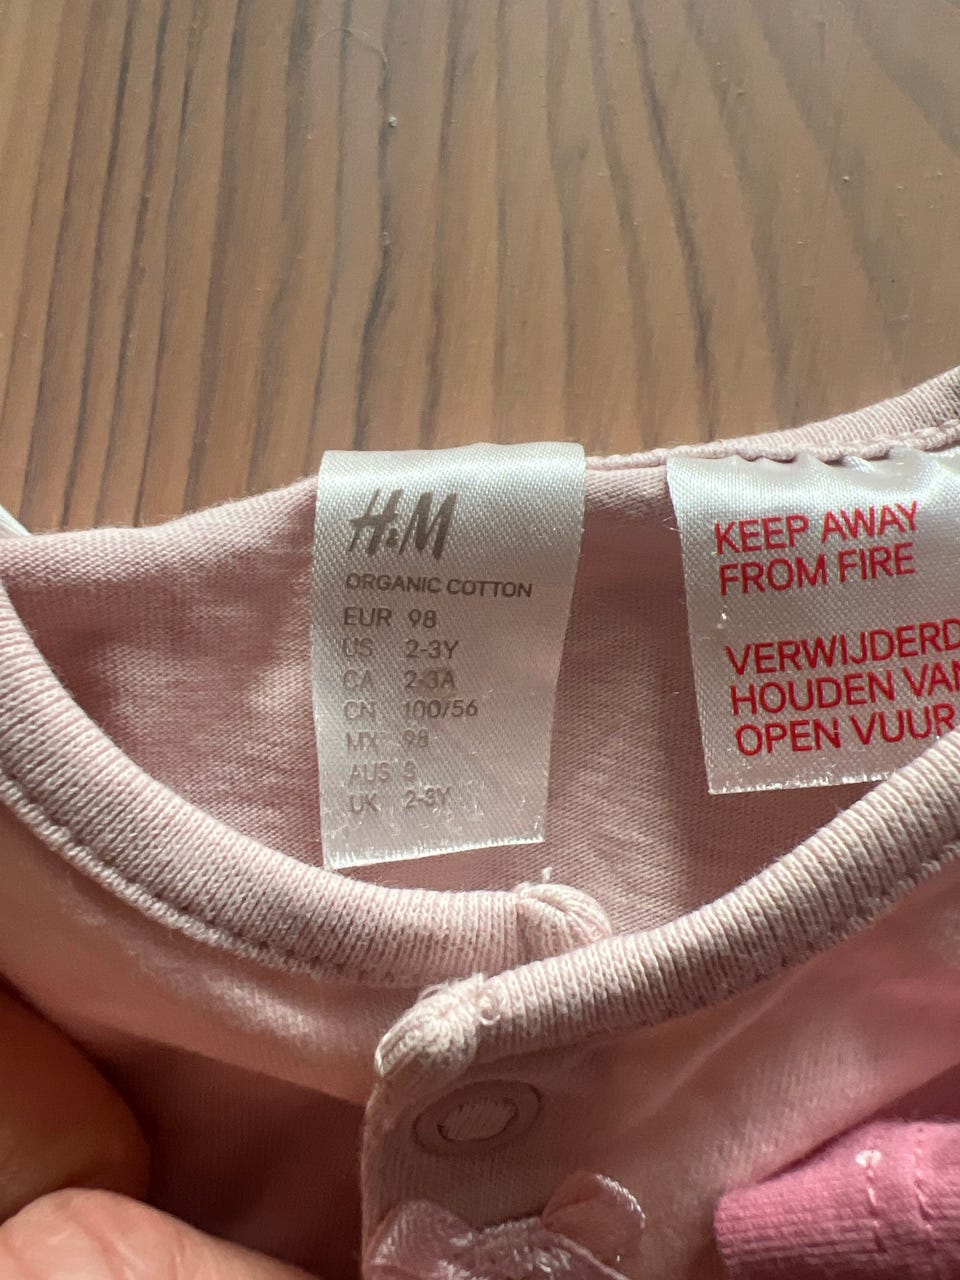 H&M
ORGANIC COTTON
EUR 98
US 2-3Y
CA 2-3A
CN 100/56
MX 98
AUS 3
UK 2-3Y
KEEP AWAY
FROM FIRE
VERWIJDERD
HOUDEN VAN
OPEN VUUR